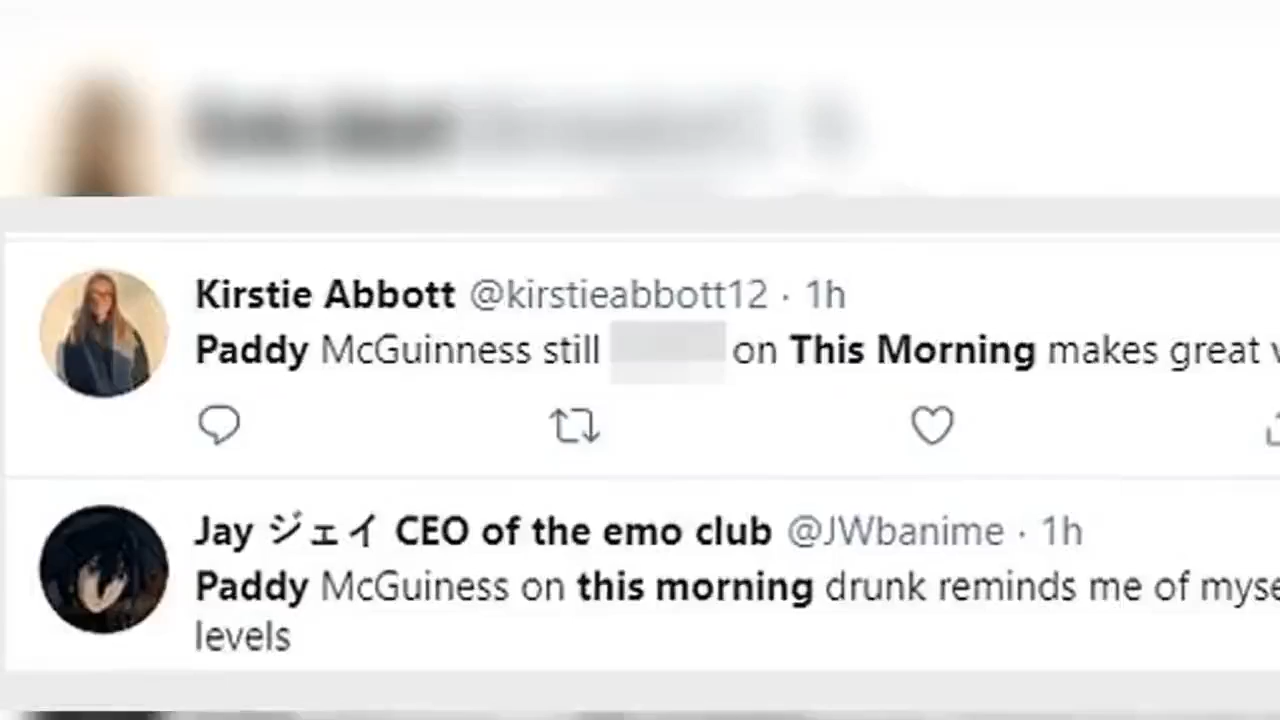 Kirstie Abbott @kirstieabbott12 · 1h
Paddy McGuinness still on This Morning makes great
Jay ジェイ CEO of the emo club @JWbanime · 1h
Paddy McGuiness on this morning drunk reminds me of
levels